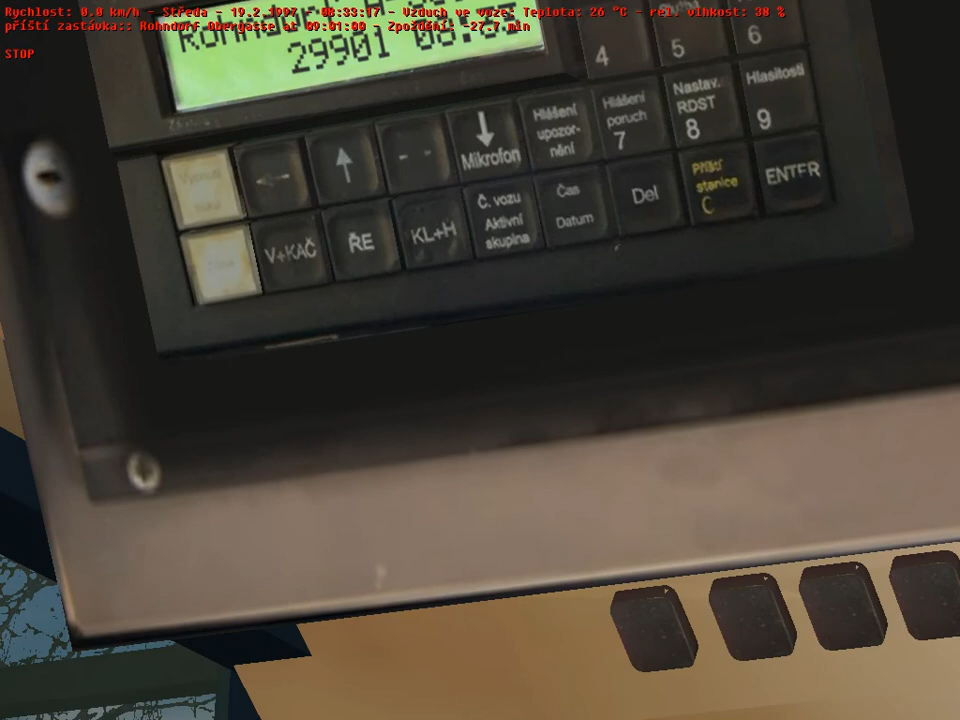 Rychlost: 0.0 km/h - Středa - 19.2.1997 - 08:33:17 - Vzduch ve voze: Teplota: 26 °C - rel. vlhkost: 38 %
příští zastávka:: Rohndorf Obergasse at 09:01:00 - Zpoždění: -27.7 min
STOP
29901
4 5 6
Mikrofon
Hlášení upozor- nění
Hlášení poruch 7
Nastav. RDST 8
Hlasitosti 9
V+KAČ
ŘE
KL+H
Č. vozu Aktivní skupina
Čas Datum
Del
Příští stanice C
ENTER